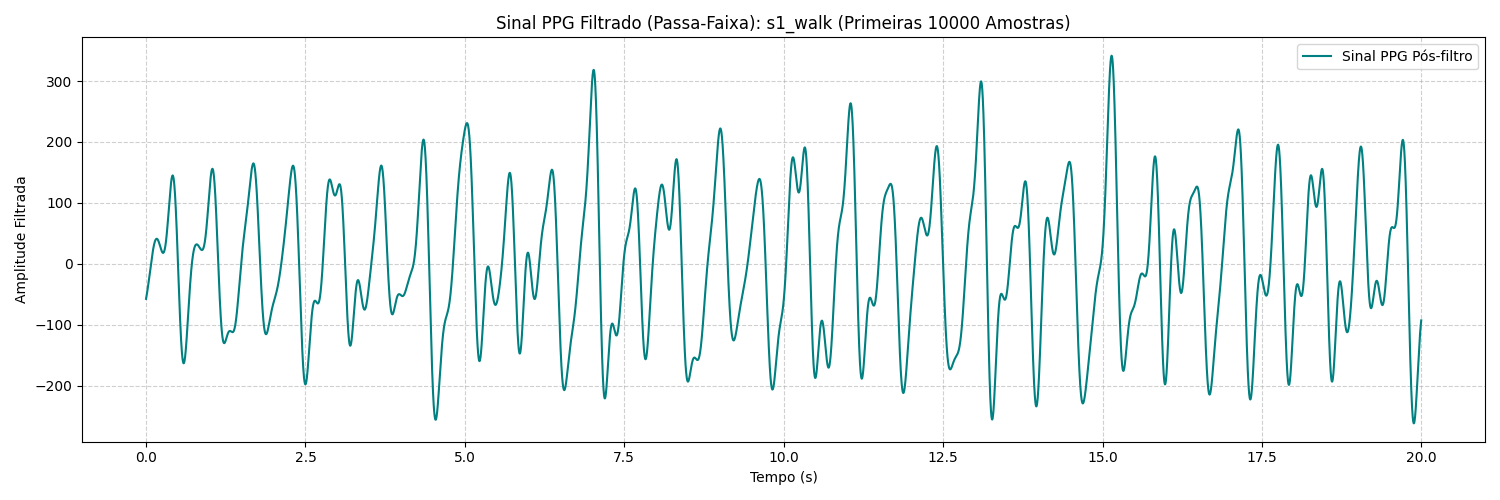 Sinal PPG Filtrado (Passa-Faixa): s1_walk (Primeiras 10000 Amostras)
Sinal PPG Pós-filtro
Amplitude Filtrada
300
200
100
0
−100
−200
0.0 2.5 5.0 7.5 10.0 12.5 15.0 17.5 20.0
Tempo (s)